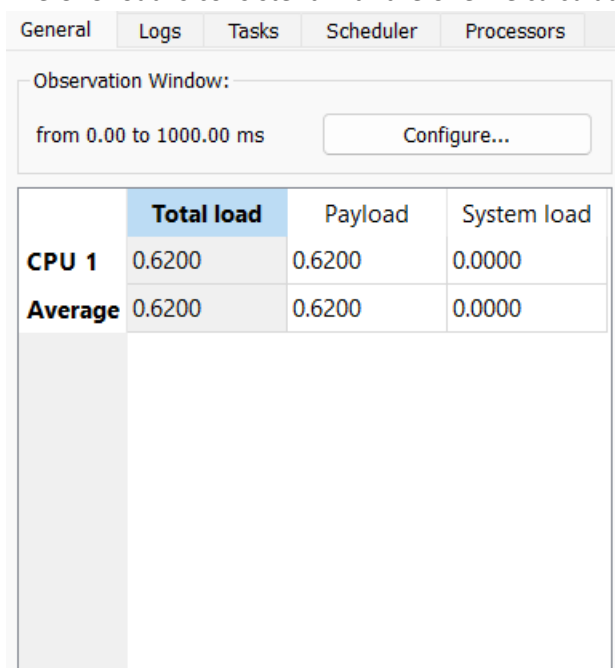 General Logs Tasks Scheduler Processors
Observation Window:
from 0.00 to 1000.00 ms Configure...
Total load Payload System load
CPU 1 0.6200 0.6200 0.0000
Average 0.6200 0.6200 0.0000